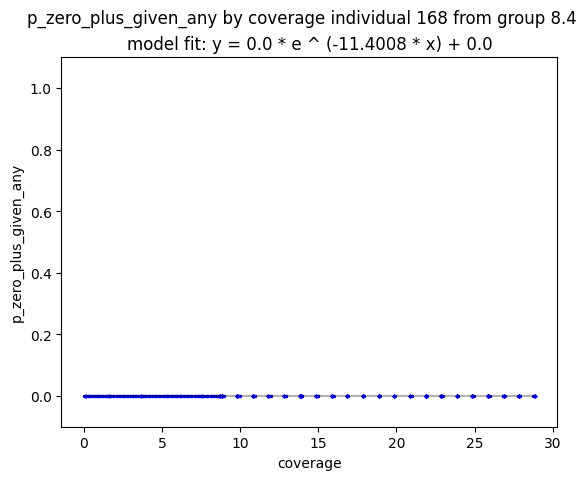 p_zero_plus_given_any by coverage individual 168 from group 8.4
model fit: y = 0.0 * e ^ (-11.4008 * x) + 0.0
1.0
0.8
0.6
0.4
0.2
0.0
p_zero_plus_given_any
0 5 10 15 20 25 30
coverage